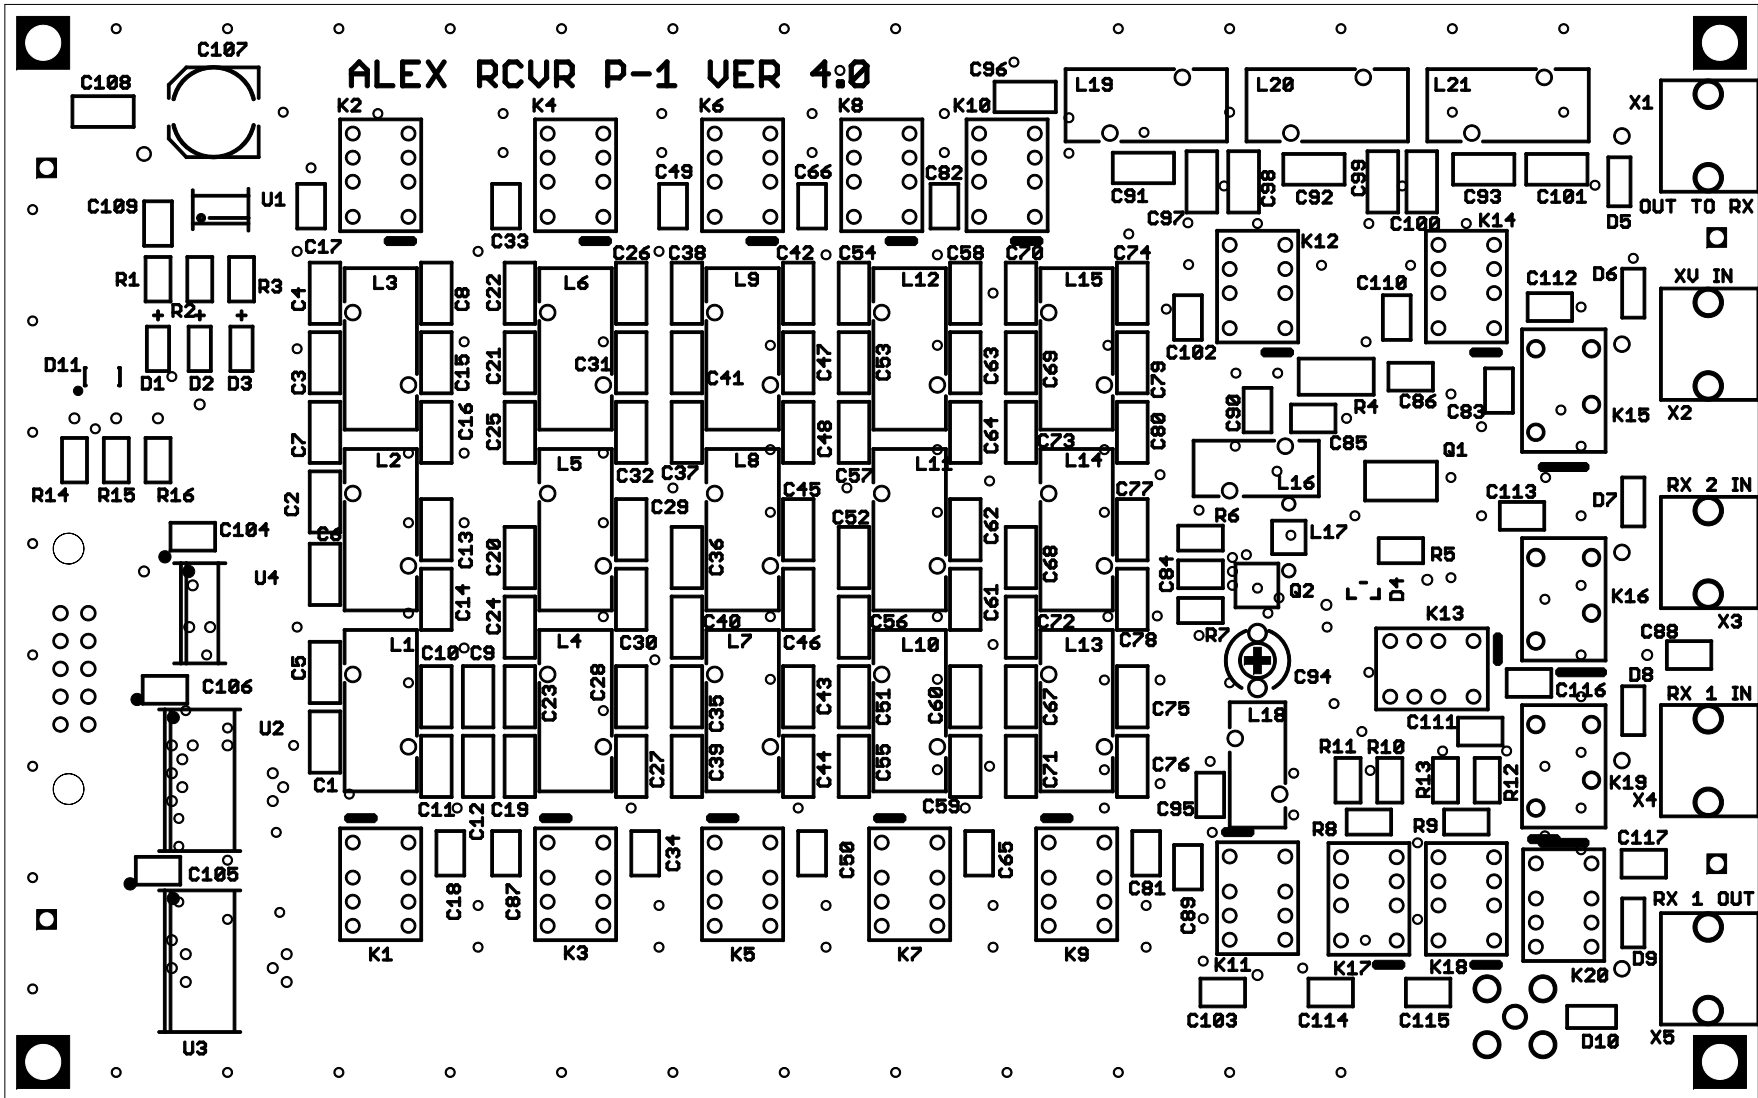 ALEX RCVR P-1 VER 4.0
C107
C108
C96
L19
L20
L21
X1
K2
K4
K6
K8
K10
C49
C66
C82
C91
C97
C98
C92
C99
C93
C101
C100
D5
OUT TO RX
C109
U1
C17
C33
C26
C38
C42
C54
C58
C70
C74
K12
K14
R1
R2
R3
C4
L3
C8
C22
L6
L9
L12
L15
C110
C112
D6
XV IN
+
+
+
D11
D1
D2
D3
C3
C15
C21
C31
C41
C47
C53
C63
C69
C79
C102
C90
R4
C86
C83
K15
X2
C7
C16
C25
C48
C64
C73
C80
C85
Q1
L2
L5
L8
L11
L14
L16
R14
R15
R16
C2
C32
C37
C57
C45
C77
C113
D7
RX 2 IN
C104
C6
C13
C20
C29
C36
C52
C62
C68
R6
L17
R5
U4
C14
C24
C40
C56
C61
C72
C84
Q2
D4
K16
X3
K13
C5
L1
C10
C9
L4
C30
L7
C46
L10
L13
C78
R7
C88
C106
C23
C28
C35
C43
C51
C60
C67
C75
C94
C116
D8
RX 1 IN
U2
L18
C111
C1
C11
C12
C19
C27
C39
C44
C55
C59
C71
C76
C95
R11
R10
R13
R12
K19
X4
R8
R9
C105
C18
C87
C34
C50
C65
C81
C89
C117
RX 1 OUT
K1
K3
K5
K7
K9
K11
K17
K18
K20
D9
U3
C103
C114
C115
D10
X5